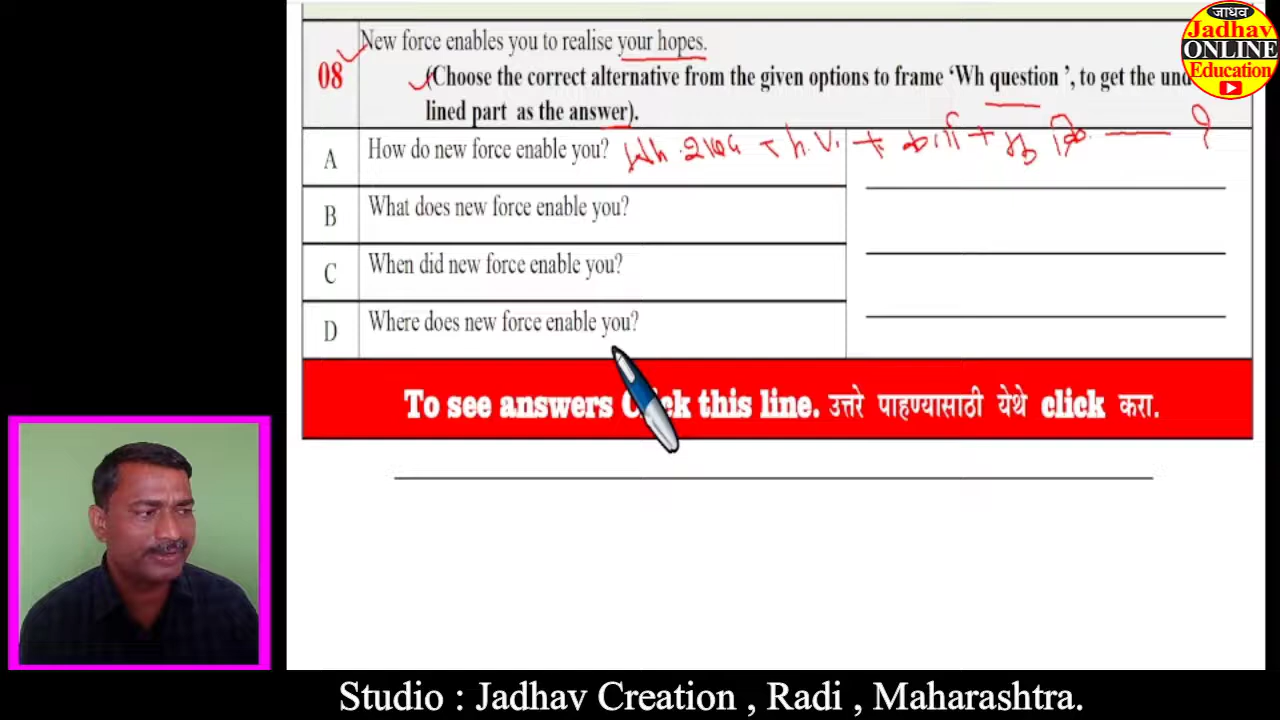 जाधव
Jadhav
ONLINE
Education
New force enables you to realise your hopes.
08
(Choose the correct alternative from the given options to frame ‘Wh question ’, to get the und
lined part as the answer).
A How do new force enable you? Wh शब्द + h.v. + कर्ता + मु क्रि. ?
B What does new force enable you?
C When did new force enable you?
D Where does new force enable you?
To see answers Click this line. उत्तरे पाहण्यासाठी येथे click करा.
Studio : Jadhav Creation , Radi , Maharashtra.